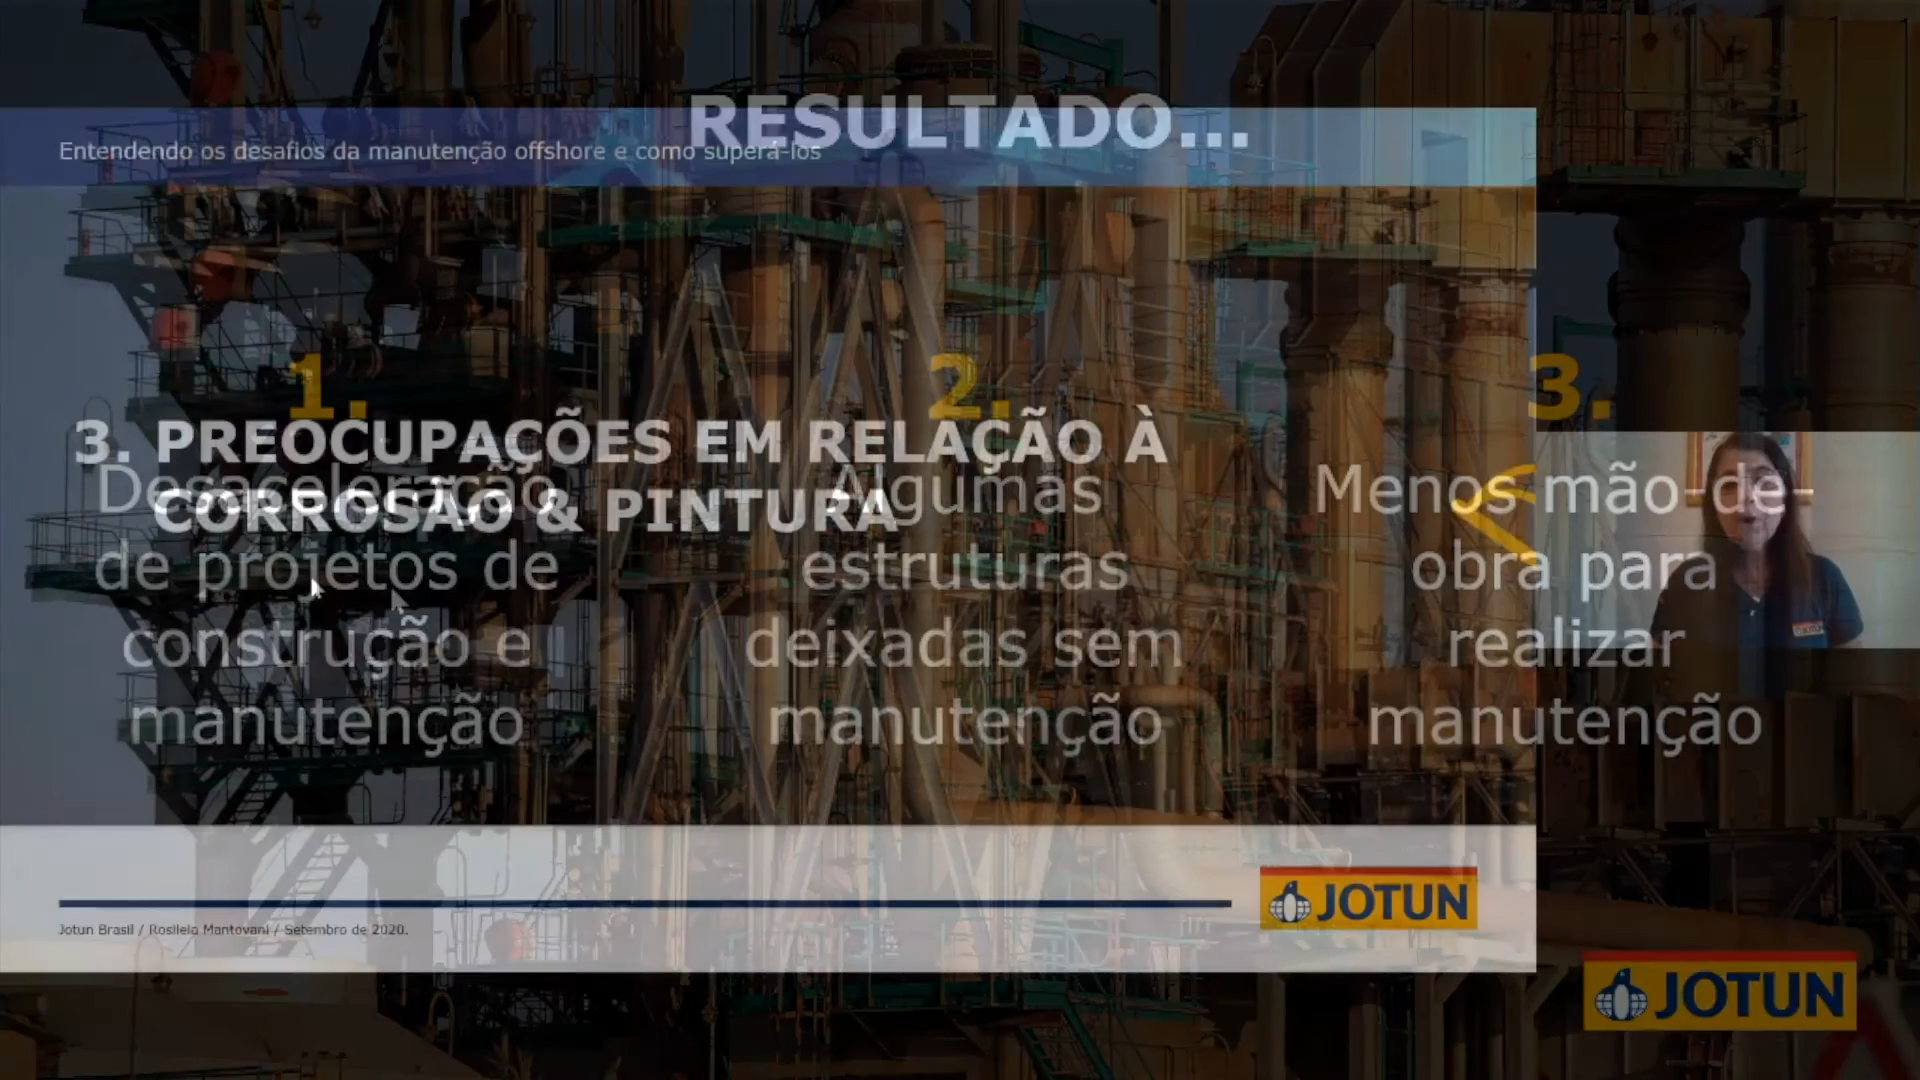 RESULTADO...
Entendendo os desafios da manutenção offshore e como superá-los
1.
Desaceleração
de projetos de
construção e
manutenção
2.
Algumas
estruturas
deixadas sem
manutenção
3.
Menos mão de
obra para
realizar
manutenção
3. PREOCUPAÇÕES EM RELAÇÃO À
CORROSÃO & PINTURA
Jotun Brasil / Rosileia Mantovani / Setembro de 2020.
JOTUN
JOTUN
JOTUN